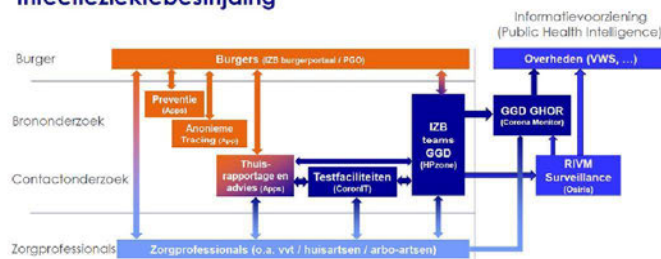 Infectieziektebestrijding
Informatievoorziening
(Public Health Intelligence)
Burger
Burgers (IZB burgerportaal / PGO)
Overheden (VWS, ...)
Preventie
(Apps)
Brononderzoek
Anonieme
Tracing (App)
IZB
teams
GGD
(HPzone)
GGD GHOR
(Corona Monitor)
Thuis-
rapportage en
advies (Apps)
Testfaciliteiten
(CoronIT)
RIVM
Surveillance
(Osiris)
Contactonderzoek
Zorgprofessionals
Zorgprofessionals (o.a. vvt / huisartsen / arbo-artsen)